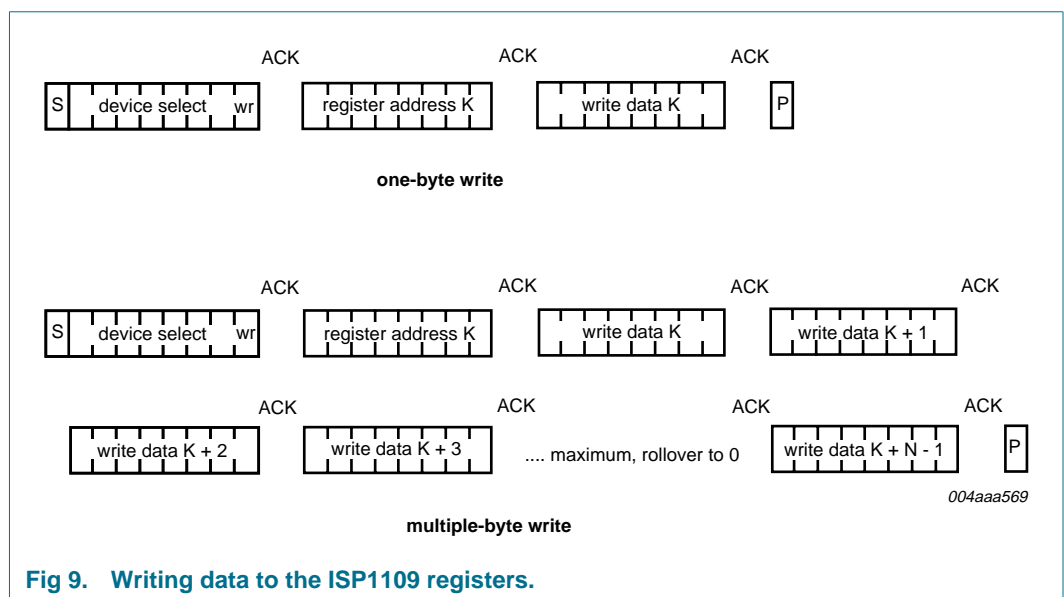 ACK ACK ACK
S device select wr register address K write data K P
one-byte write
ACK ACK ACK ACK
S device select wr register address K write data K write data K + 1
ACK ACK ACK ACK
write data K + 2 write data K + 3 .... maximum, rollover to 0 write data K + N - 1 P
004aaa569
multiple-byte write
Fig 9. Writing data to the ISP1109 registers.